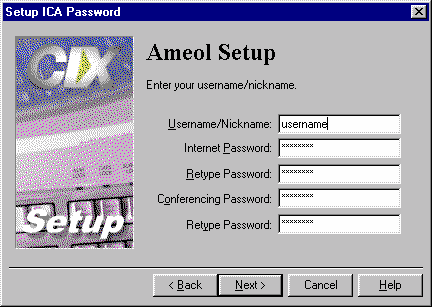 Setup ICA Password
CIX
Setup
Ameol Setup
Enter your username/nickname.
Username/Nickname: username
Internet Password: ********
Retype Password: ********
Conferencing Password: ********
Retype Password: ********
< Back
Next >
Cancel
Help